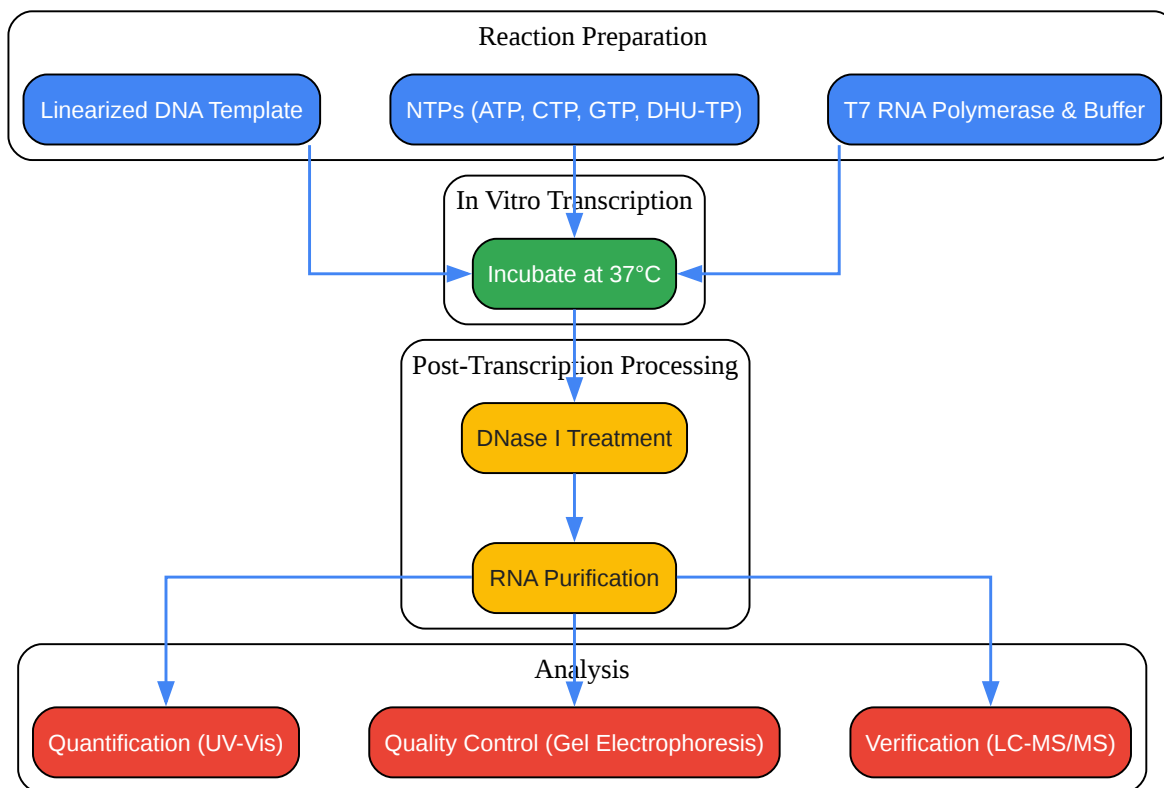 Reaction Preparation
Linearized DNA Template
NTPs (ATP, CTP, GTP, DHU-TP)
T7 RNA Polymerase & Buffer
In Vitro Transcription
Incubate at 37°C
Post-Transcription Processing
DNase I Treatment
RNA Purification
Analysis
Quantification (UV-Vis)
Quality Control (Gel Electrophoresis)
Verification (LC-MS/MS)